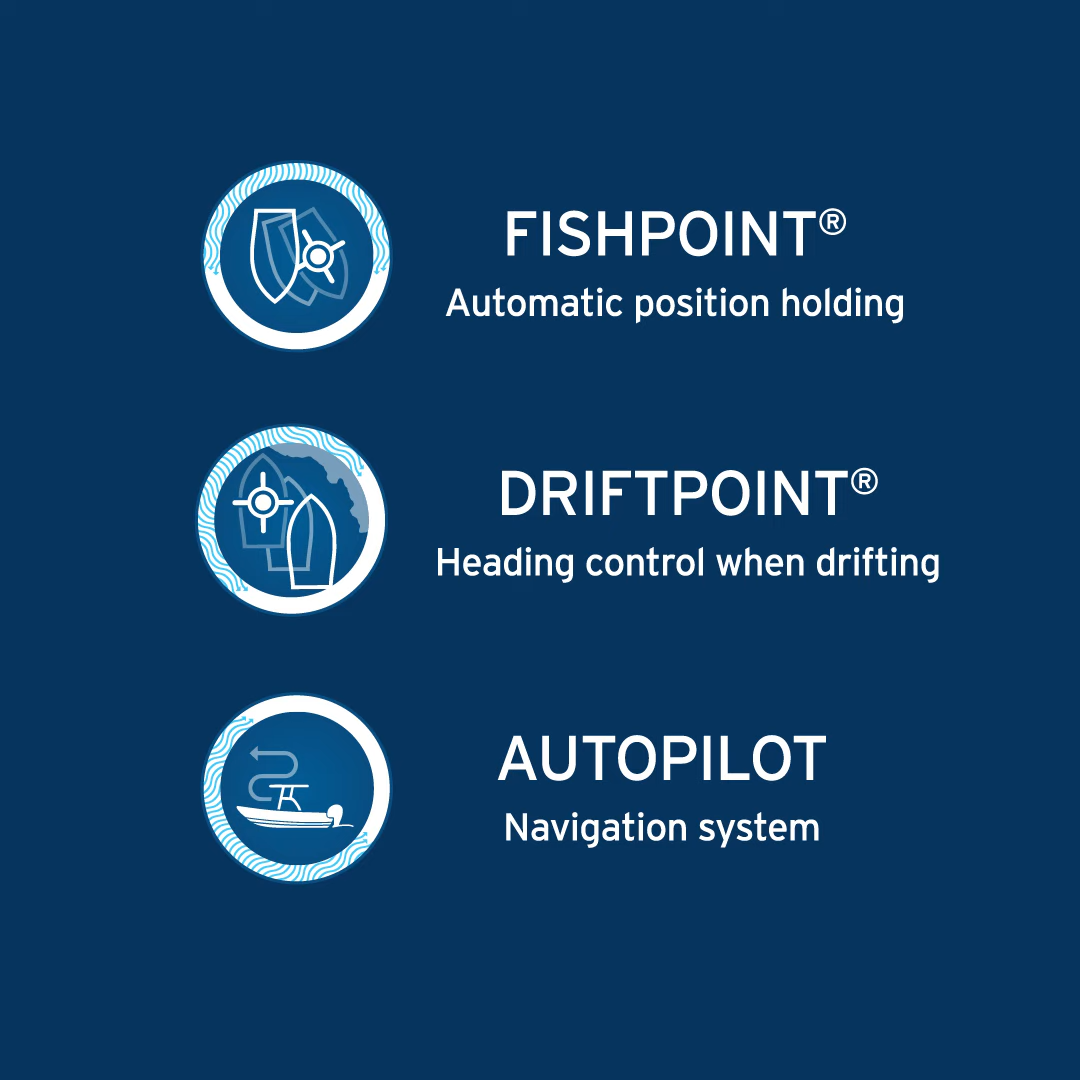 FISHPOINT®
Automatic position holding
DRIFTPOINT®
Heading control when drifting
AUTOPILOT
Navigation system